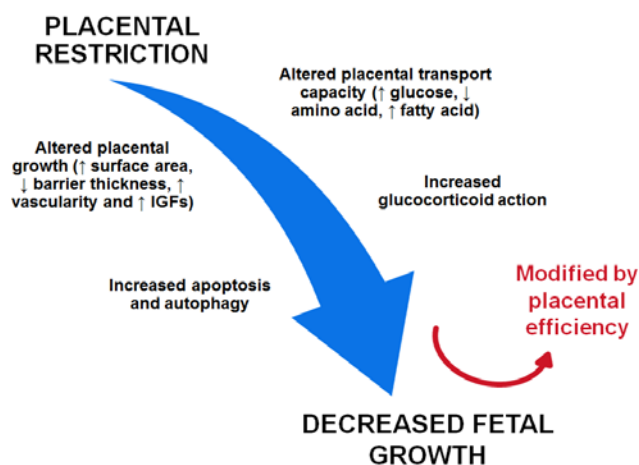 PLACENTAL
RESTRICTION
Altered placental transport
capacity (↑ glucose, ↓
amino acid, ↑ fatty acid)
Altered placental
growth (↑ surface area,
↓ barrier thickness, ↑
vascularity and ↑ IGFs)
Increased
glucocorticoid action
Increased apoptosis
and autophagy
Modified by
placental
efficiency
DECREASED FETAL
GROWTH